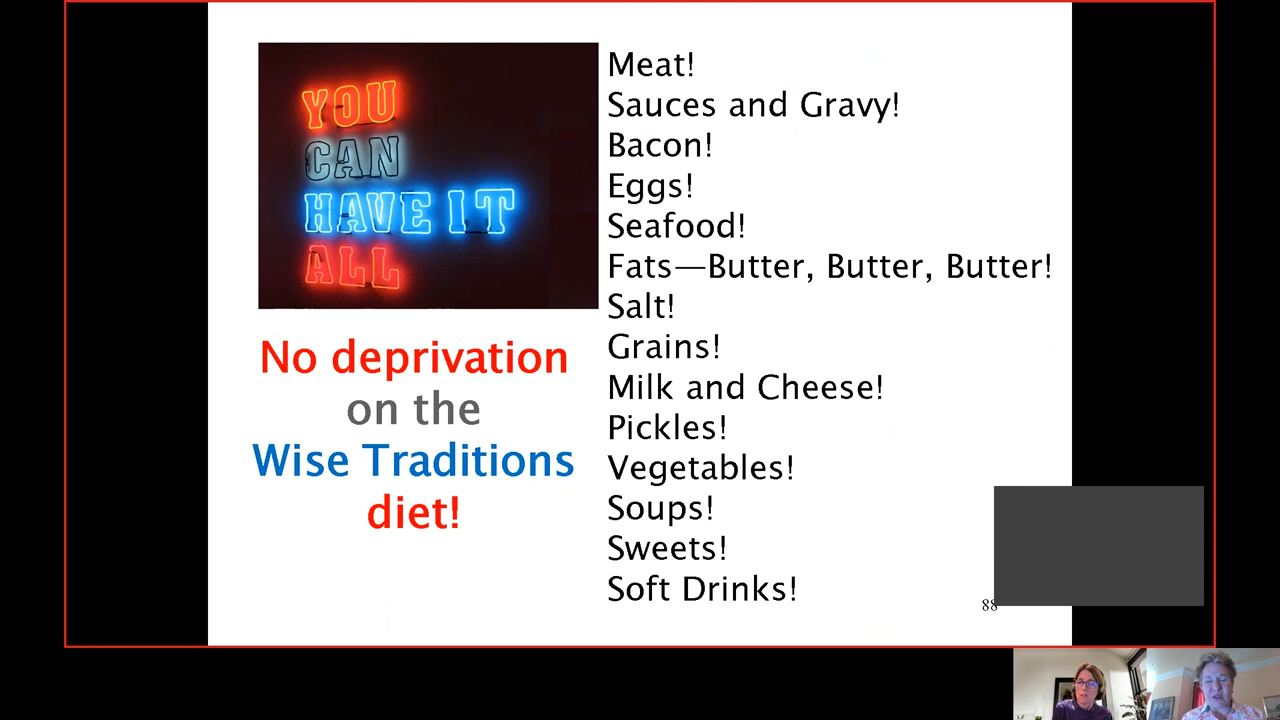 YOU
CAN
HAVE IT
ALL
No deprivation
on the
Wise Traditions
diet!
Meat!
Sauces and Gravy!
Bacon!
Eggs!
Seafood!
Fats—Butter, Butter, Butter!
Salt!
Grains!
Milk and Cheese!
Pickles!
Vegetables!
Soups!
Sweets!
Soft Drinks!
88